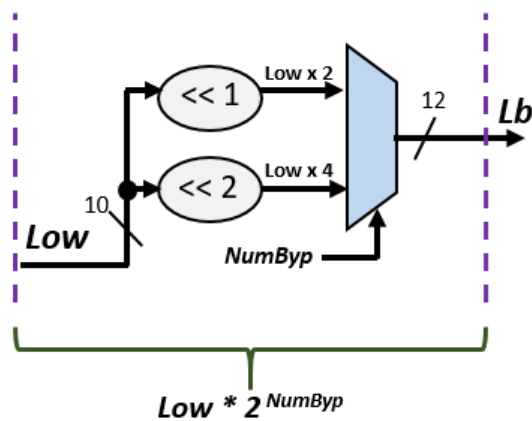 Low x 2
<< 1
12
Lb
Low x 4
<< 2
10
Low
NumByp
Low * 2 NumByp